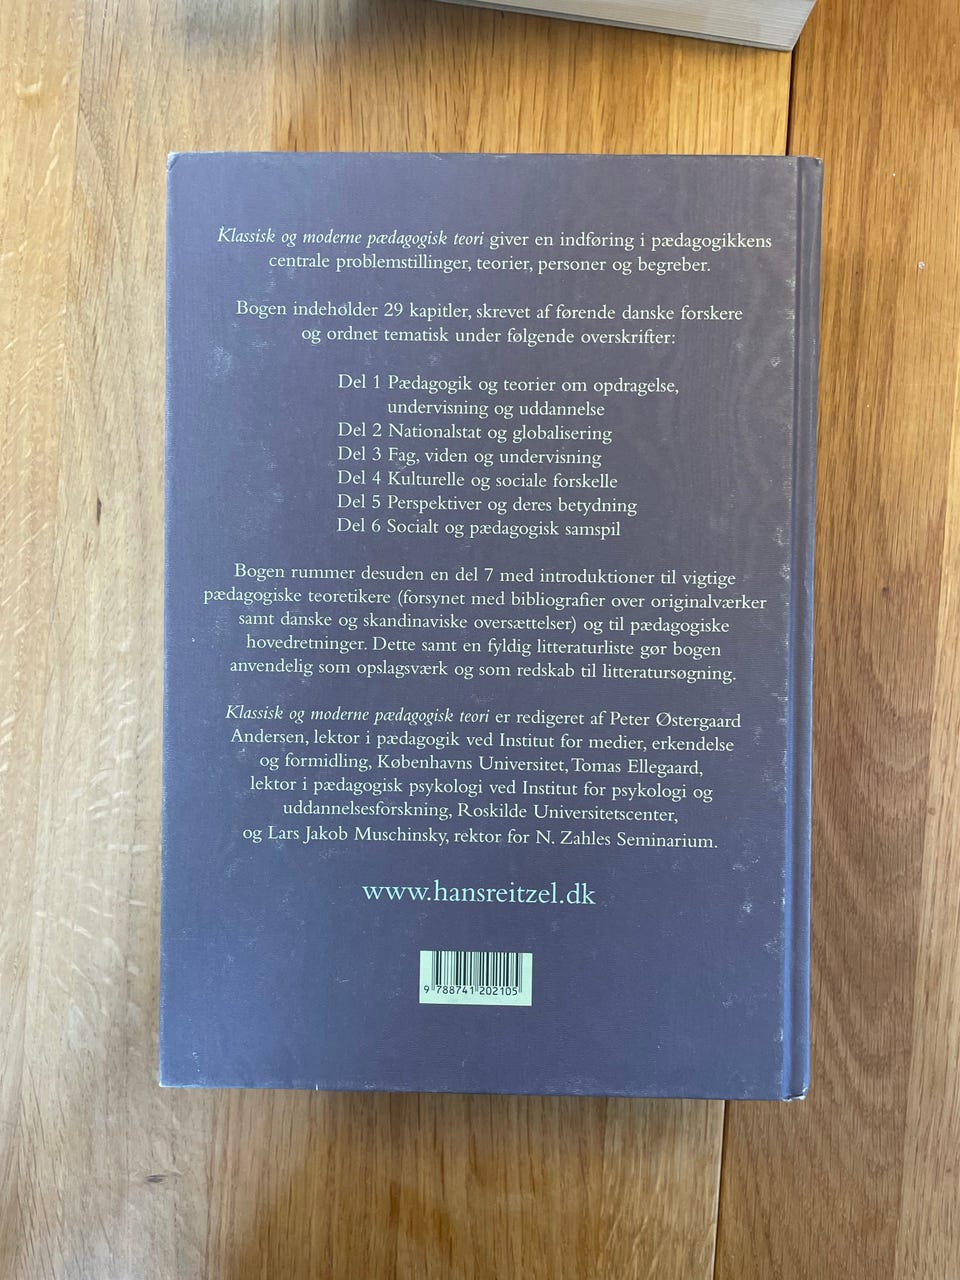 Klassisk og moderne pædagogisk teori giver en indføring i pædagogikkens
centrale problemstillinger, teorier, personer og begreber.
Bogen indeholder 29 kapitler, skrevet af førende danske forskere
og ordnet tematisk under følgende overskrifter:
Del 1 Pædagogik og teorier om opdragelse,
undervisning og uddannelse
Del 2 Nationalstat og globalisering
Del 3 Fag, viden og undervisning
Del 4 Kulturelle og sociale forskelle
Del 5 Perspektiver og deres betydning
Del 6 Socialt og pædagogisk samspil
Bogen rummer desuden en del 7 med introduktioner til vigtige
pædagogiske teoretikere (forsynet med bibliografier over originalværker
samt danske og skandinaviske oversættelser) og til pædagogiske
hovedretninger. Dette samt en fyldig litteraturliste gør bogen
anvendelig som opslagsværk og som redskab til litteratursøgning.
Klassisk og moderne pædagogisk teori er redigeret af Peter Østergaard
Andersen, lektor i pædagogik ved Institut for medier, erkendelse
og formidling, Københavns Universitet, Tomas Ellegaard,
lektor i pædagogisk psykologi ved Institut for psykologi og
uddannelsesforskning, Roskilde Universitetscenter,
og Lars Jakob Muschinsky, rektor for N. Zahles Seminarium.
www.hansreitzel.dk
9 788741 202105